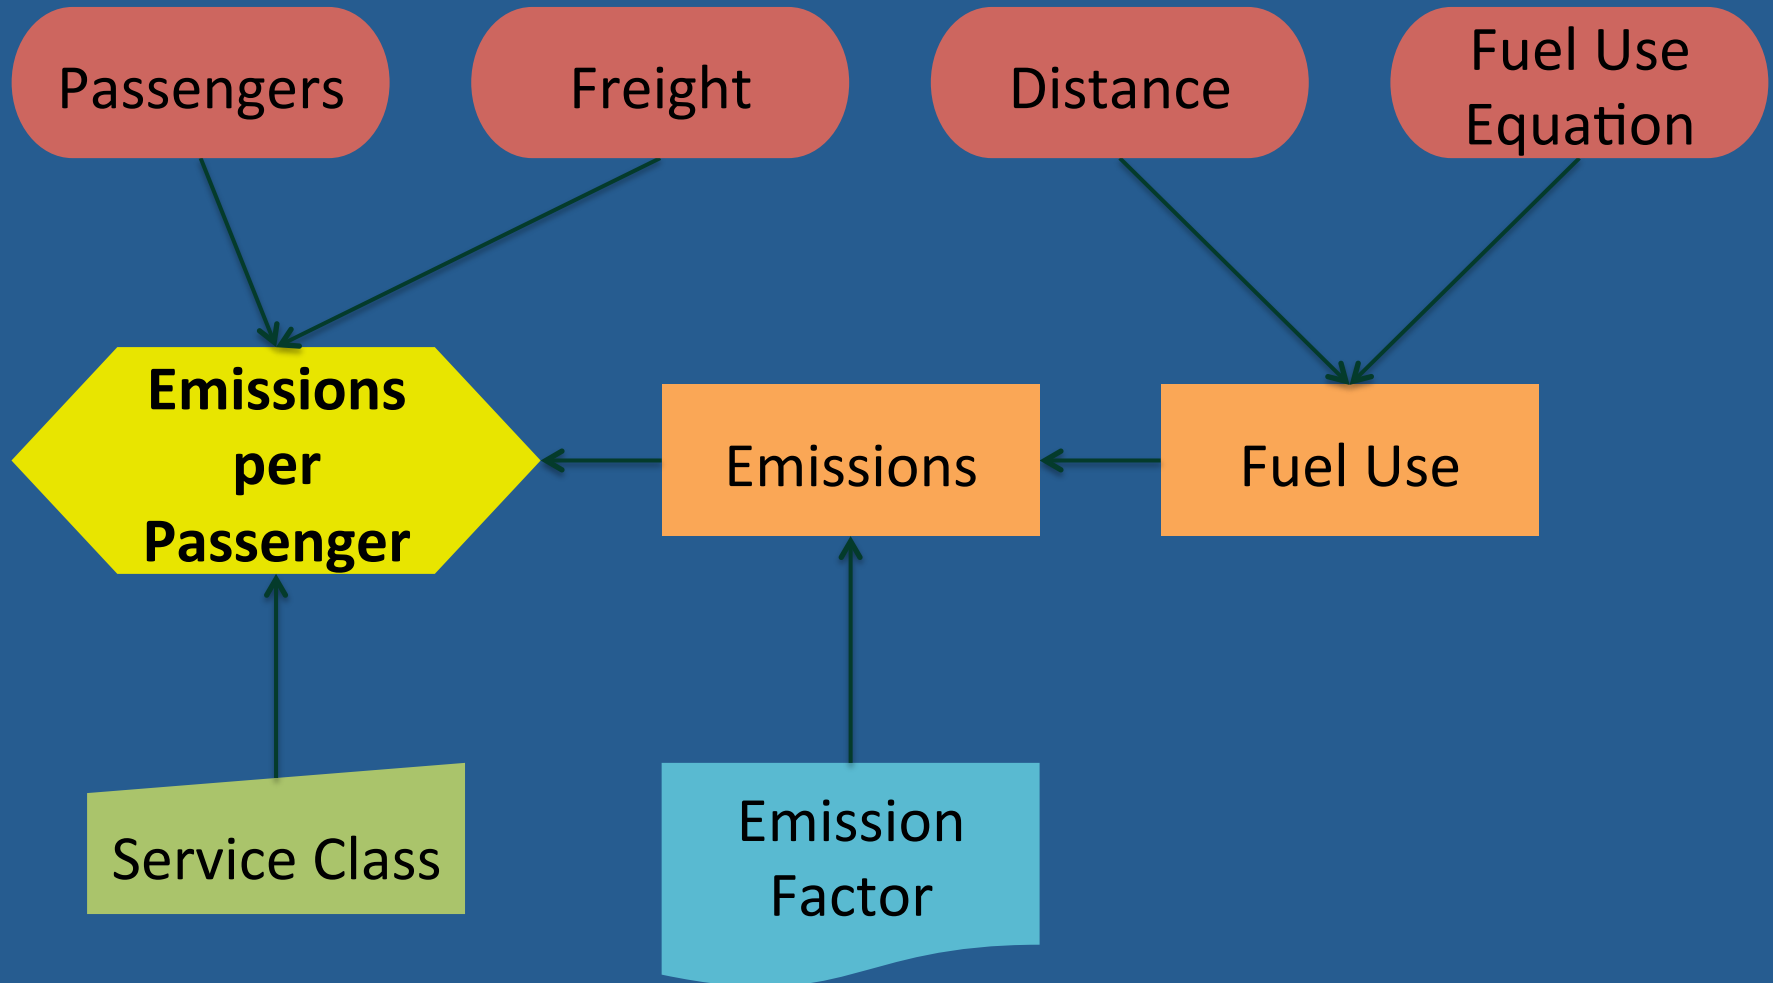 Passengers
Freight
Distance
Fuel Use
Equation
Emissions
per
Passenger
Emissions
Fuel Use
Service Class
Emission
Factor